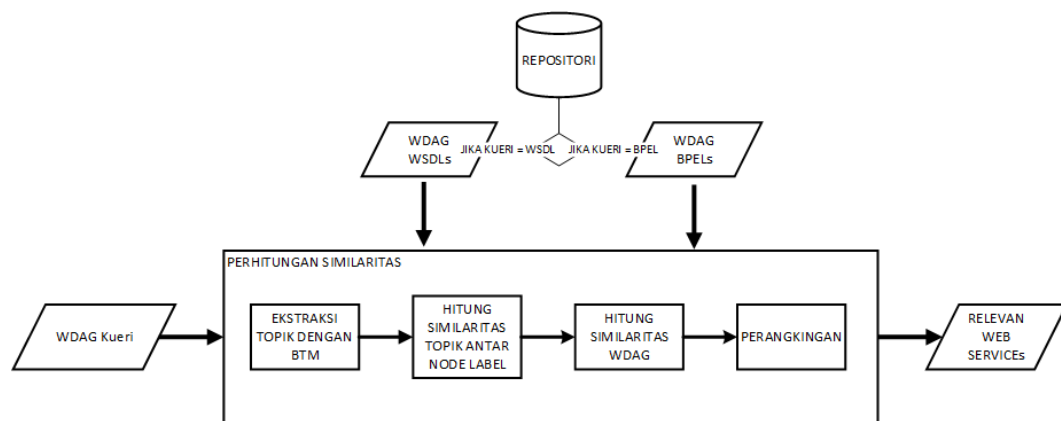 REPOSITORI
WDAG
WSDLs
JIKA KUERI = WSDL
JIKA KUERI = BPEL
WDAG
BPELs
PERHITUNGAN SIMILARITAS
WDAG Kueri
EKSTRAKSI
TOPIK DENGAN
BTM
HITUNG
SIMILARITAS
TOPIK ANTAR
NODE LABEL
HITUNG
SIMILARITAS
WDAG
PERANGKINGAN
RELEVAN
WEB
SERVICEs